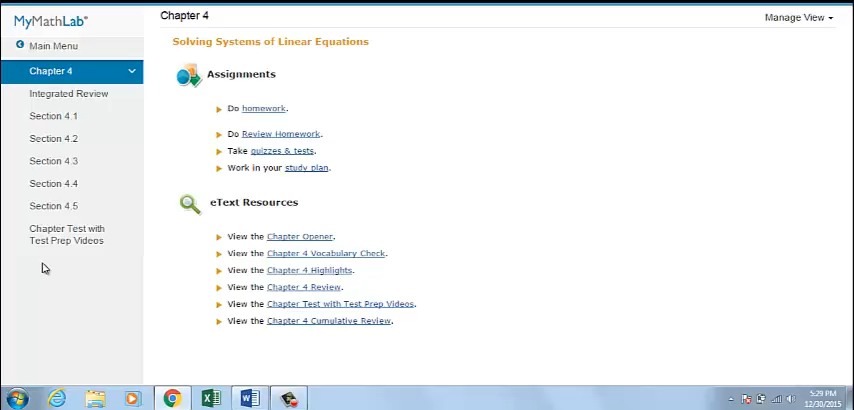 MyMathLab®
Chapter 4
Manage View
Main Menu
Chapter 4
Integrated Review
Section 4.1
Section 4.2
Section 4.3
Section 4.4
Section 4.5
Chapter Test with
Test Prep Videos
Solving Systems of Linear Equations
Assignments
Do homework.
Do Review Homework.
Take quizzes & tests.
Work in your study plan.
eText Resources
View the Chapter Opener.
View the Chapter 4 Vocabulary Check.
View the Chapter 4 Highlights.
View the Chapter 4 Review.
View the Chapter Test with Test Prep Videos.
View the Chapter 4 Cumulative Review.
5:29 PM
12/30/2015